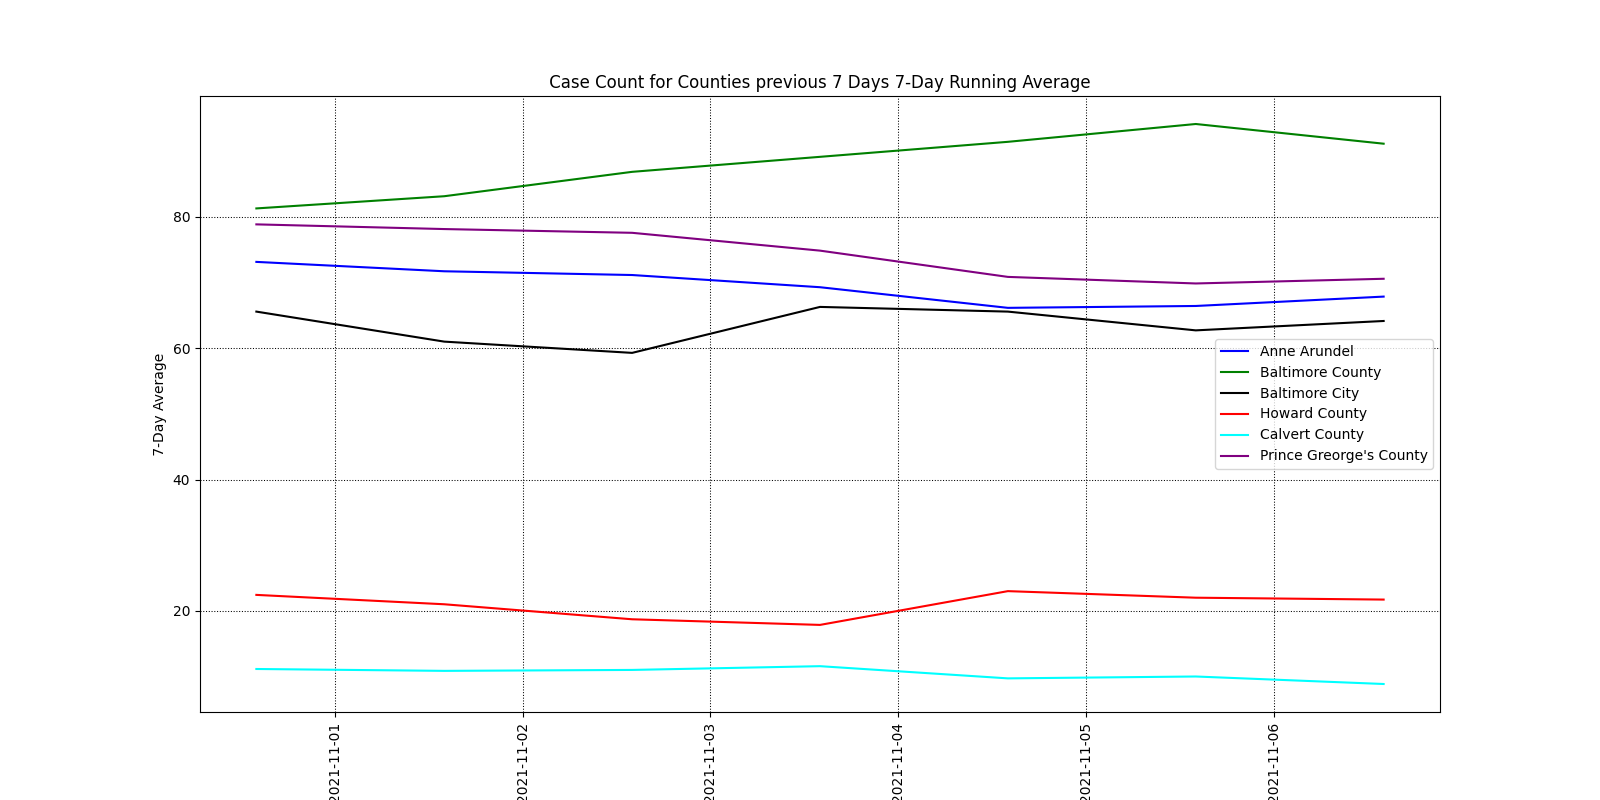 Case Count for Counties previous 7 Days 7-Day Running Average
7-Day Average
80
60
40
20
Anne Arundel
Baltimore County
Baltimore City
Howard County
Calvert County
Prince Greorge's County
2021-11-01
2021-11-02
2021-11-03
2021-11-04
2021-11-05
2021-11-06